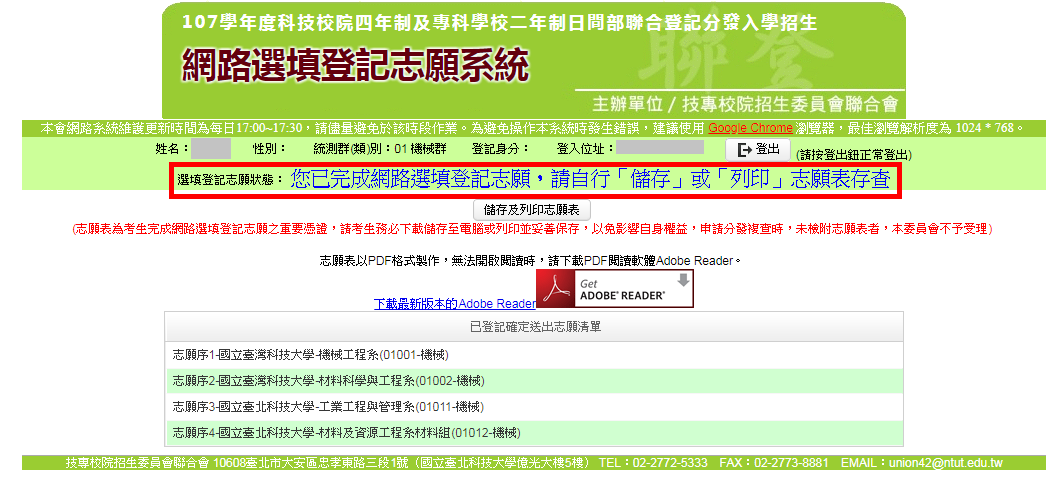 107學年度科技校院四年制及專科學校二年制日間部聯合登記分發入學招生
聯登
網路選填登記志願系統
主辦單位 / 技專校院招生委員會聯合會
本會網路系統維護更新時間為每日17:00~17:30，請儘量避免於該時段作業。為避免操作本系統時發生錯誤，建議使用 Google Chrome 瀏覽器，最佳瀏覽解析度為 1024 * 768。
姓名： 性別： 統測群(類)別：01 機械群 登記身分： 登入位址： 登出 (請按登出鈕正常登出)
選填登記志願狀態： 您已完成網路選填登記志願，請自行「儲存」或「列印」志願表存查
儲存及列印志願表
(志願表為考生完成網路選填登記志願之重要憑證，請考生務必下載儲存至電腦或列印並妥善保存，以免影響自身權益，申請分發複查時，未檢附志願表者，本委員會不予受理)
志願表以PDF格式製作，無法開啟閱讀時，請下載PDF閱讀軟體Adobe Reader。
下載最新版本的Adobe Reader Get ADOBE® READER®
已登記確定送出志願清單
志願序1-國立臺灣科技大學-機械工程系(01001-機械)
志願序2-國立臺灣科技大學-材料科學與工程系(01002-機械)
志願序3-國立臺北科技大學-工業工程與管理系(01011-機械)
志願序4-國立臺北科技大學-材料及資源工程系材料組(01012-機械)
技專校院招生委員會聯合會 10608臺北市大安區忠孝東路三段1號（國立臺北科技大學億光大樓5樓） TEL：02-2772-5333 FAX：02-2773-8881 EMAIL：union42@ntut.edu.tw